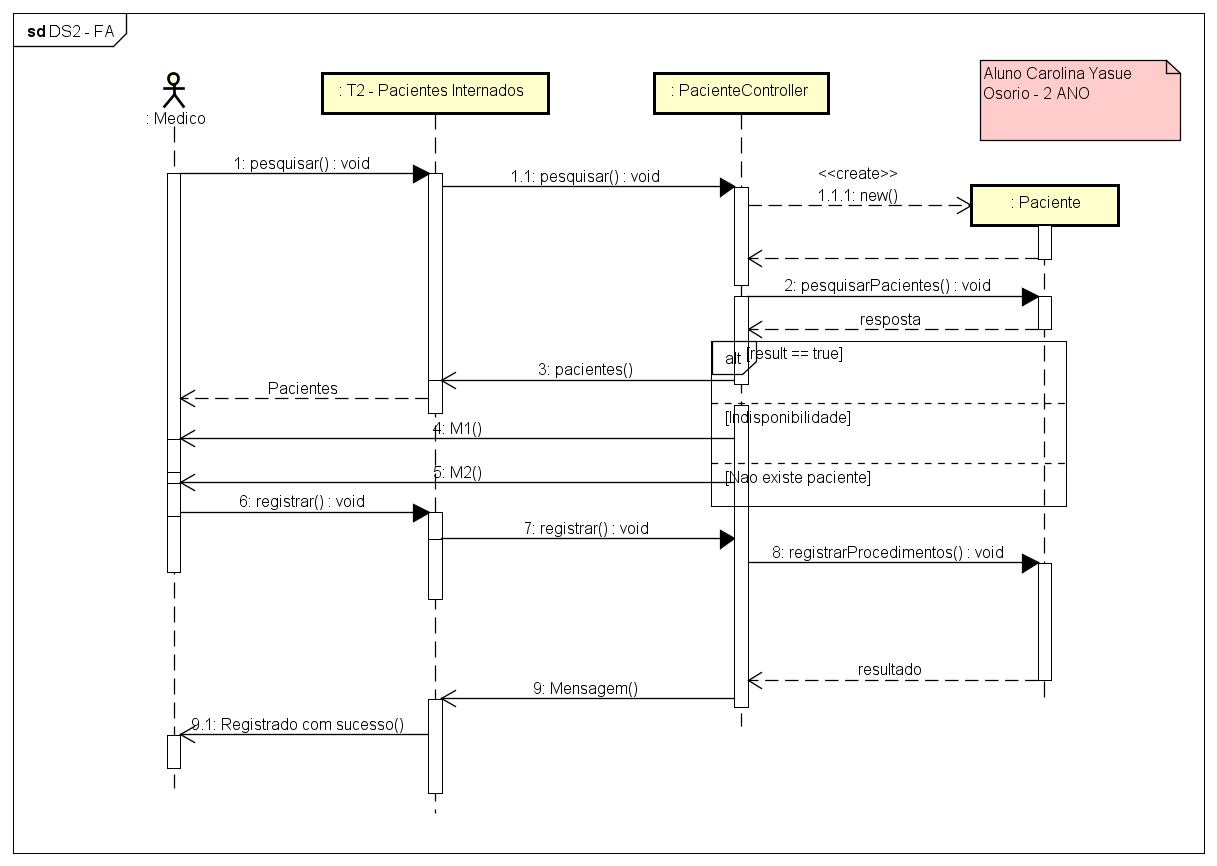 sd DS2 - FA
Aluno Carolina Yasue
Osorio - 2 ANO
: Medico
: T2 - Pacientes Internados
: PacienteController
: Paciente
1: pesquisar() : void
1.1: pesquisar() : void
<<create>>
1.1.1: new()
2: pesquisarPacientes() : void
resposta
alt
[result == true]
3: pacientes()
Pacientes
[Indisponibilidade]
4: M1()
5: M2()
[Nao existe paciente]
6: registrar() : void
7: registrar() : void
8: registrarProcedimentos() : void
resultado
9: Mensagem()
9.1: Registrado com sucesso()